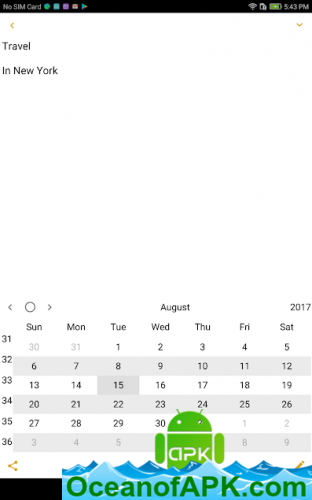 No SIM Card 5:43 PM
Travel
In New York
August 2017
Sun Mon Tue Wed Thu Fri Sat
31 30 31 1 2 3 4 5
32 6 7 8 9 10 11 12
33 13 14 15 16 17 18 19
34 20 21 22 23 24 25 26
35 27 28 29 30 1 2
36 3 4 5 8 9
apk
OceanofAPK.com